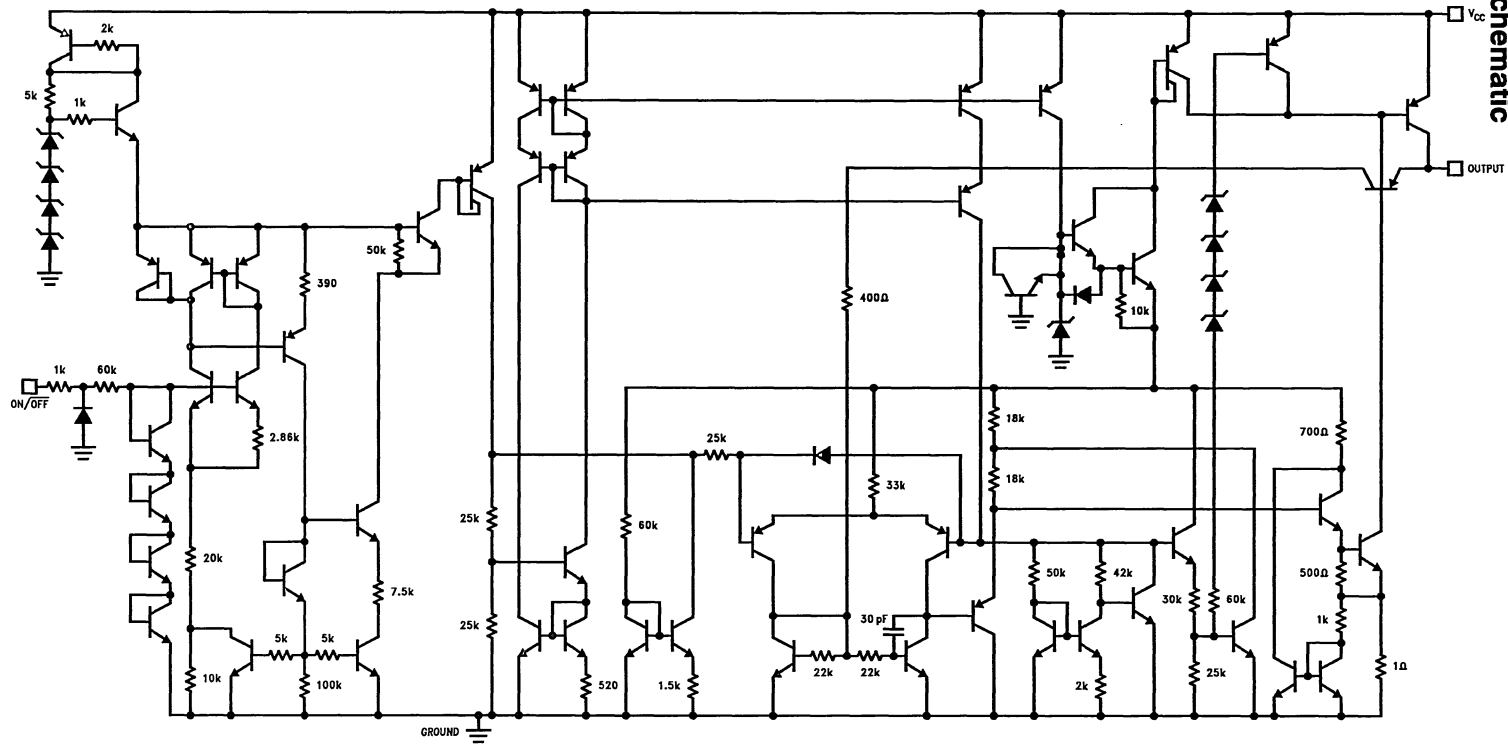 chematic
2k
VCC
5k
1k
OUTPUT
50k
390
400Ω
10k
1k
60k
ON/OFF
2.86k
25k
18k
700Ω
33k
18k
25k
60k
20k
50k
42k
500Ω
7.5k
30k
60k
25k
30 pF
1k
5k
5k
22k
22k
10k
100k
520
1.5k
2k
25k
1Ω
GROUND